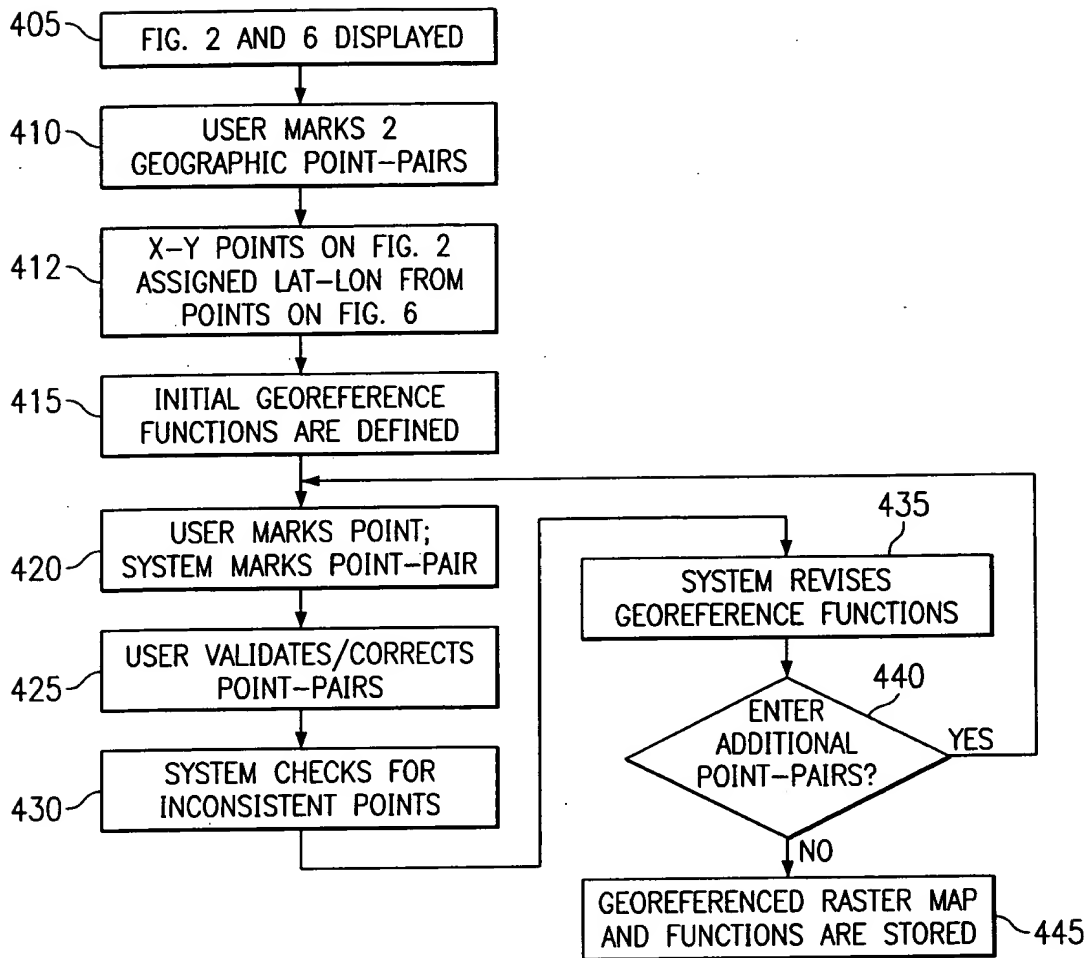 405
FIG. 2 AND 6 DISPLAYED
410
USER MARKS 2
GEOGRAPHIC POINT-PAIRS
412
X-Y POINTS ON FIG. 2
ASSIGNED LAT-LON FROM
POINTS ON FIG. 6
415
INITIAL GEOREFERENCE
FUNCTIONS ARE DEFINED
420
USER MARKS POINT;
SYSTEM MARKS POINT-PAIR
425
USER VALIDATES/CORRECTS
POINT-PAIRS
430
SYSTEM CHECKS FOR
INCONSISTENT POINTS
435
SYSTEM REVISES
GEOREFERENCE FUNCTIONS
440
ENTER
ADDITIONAL
POINT-PAIRS?
YES
NO
GEOREFERENCED RASTER MAP
AND FUNCTIONS ARE STORED
445